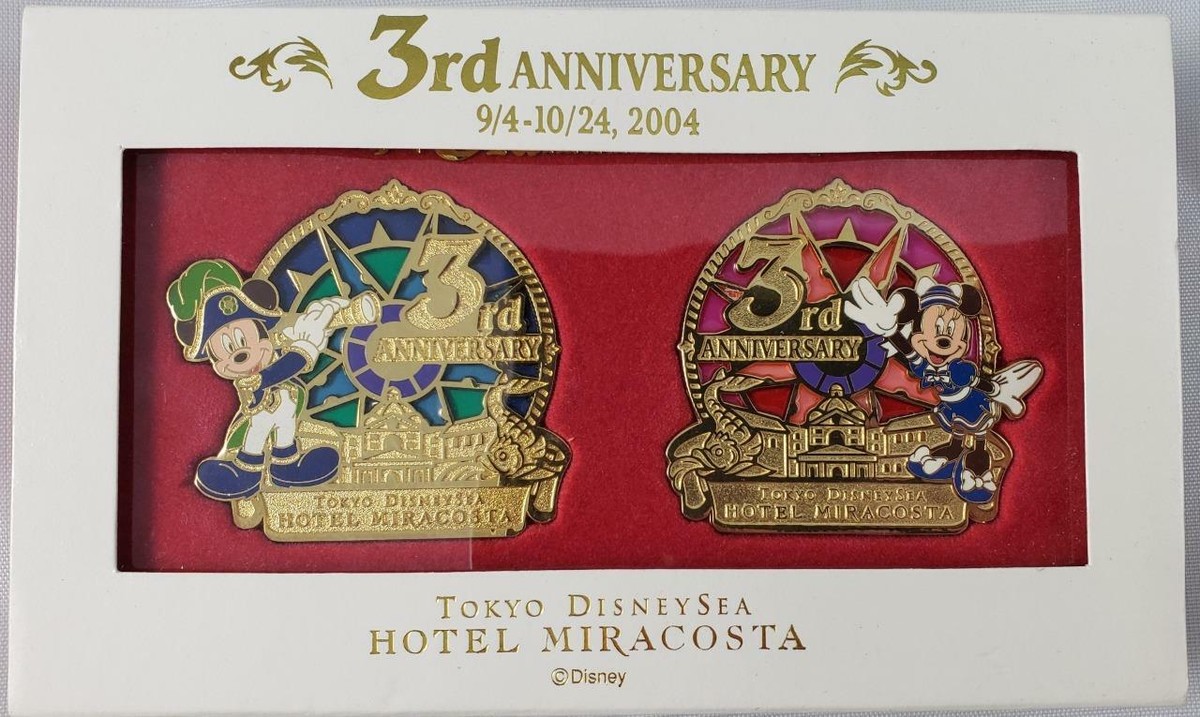 3rd ANNIVERSARY
9/4-10/24, 2004
3rd
ANNIVERSARY
TOKYO DISNEYSEA
HOTEL MIRACOSTA
3rd
ANNIVERSARY
TOKYO DISNEYSEA
HOTEL MIRACOSTA
TOKYO DISNEYSEA
HOTEL MIRACOSTA
©Disney